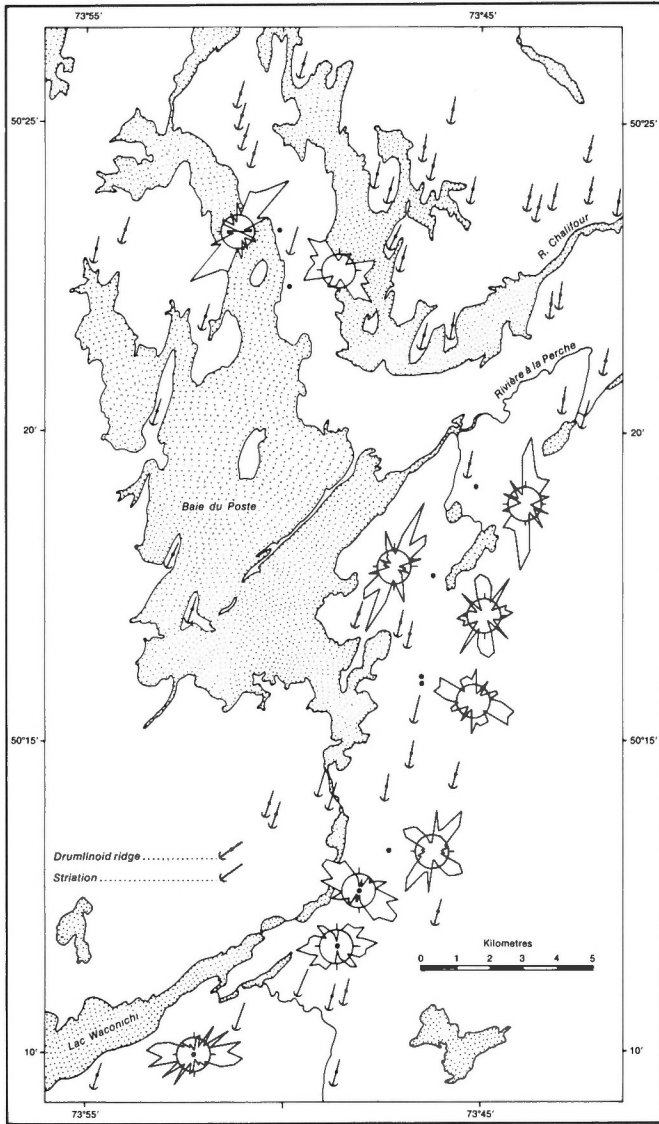 73°55′ 73°45′
50°25′ 50°25′
R. Chalifour
Rivière à la Perche
20′ 20′
Baie du Poste
50°15′ 50°15′
Drumlinoid ridge
Striation
Kilometres
0 1 2 3 4 5
Lac Waconichi
10′ 10′
73°55′ 73°45′